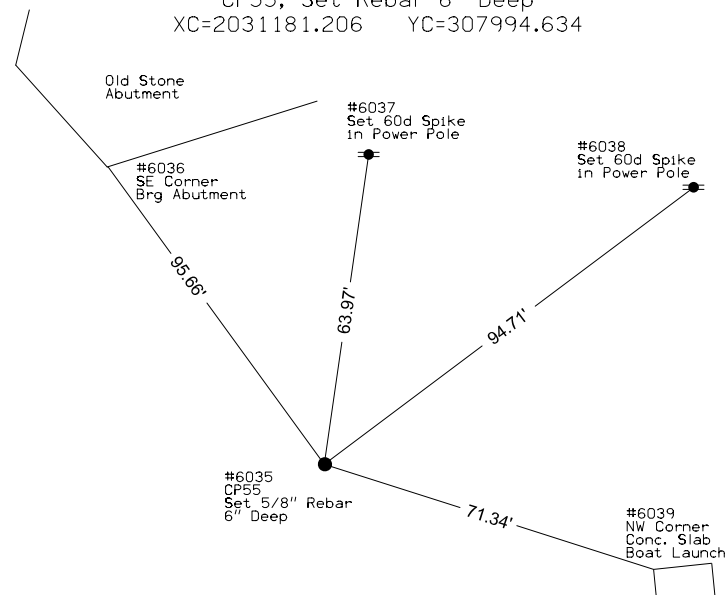 CP55, Set Rebar 6" Deep
XC=2031181.206 YC=307994.634
Old Stone
Abutment
#6037
Set 60d Spike
in Power Pole
#6038
Set 60d Spike
in Power Pole
#6036
SE Corner
Brg Abutment
95.66'
63.97'
94.71'
#6035
CP55
Set 5/8" Rebar
6" Deep
71.34'
#6039
NW Corner
Conc. Slab
Boat Launch